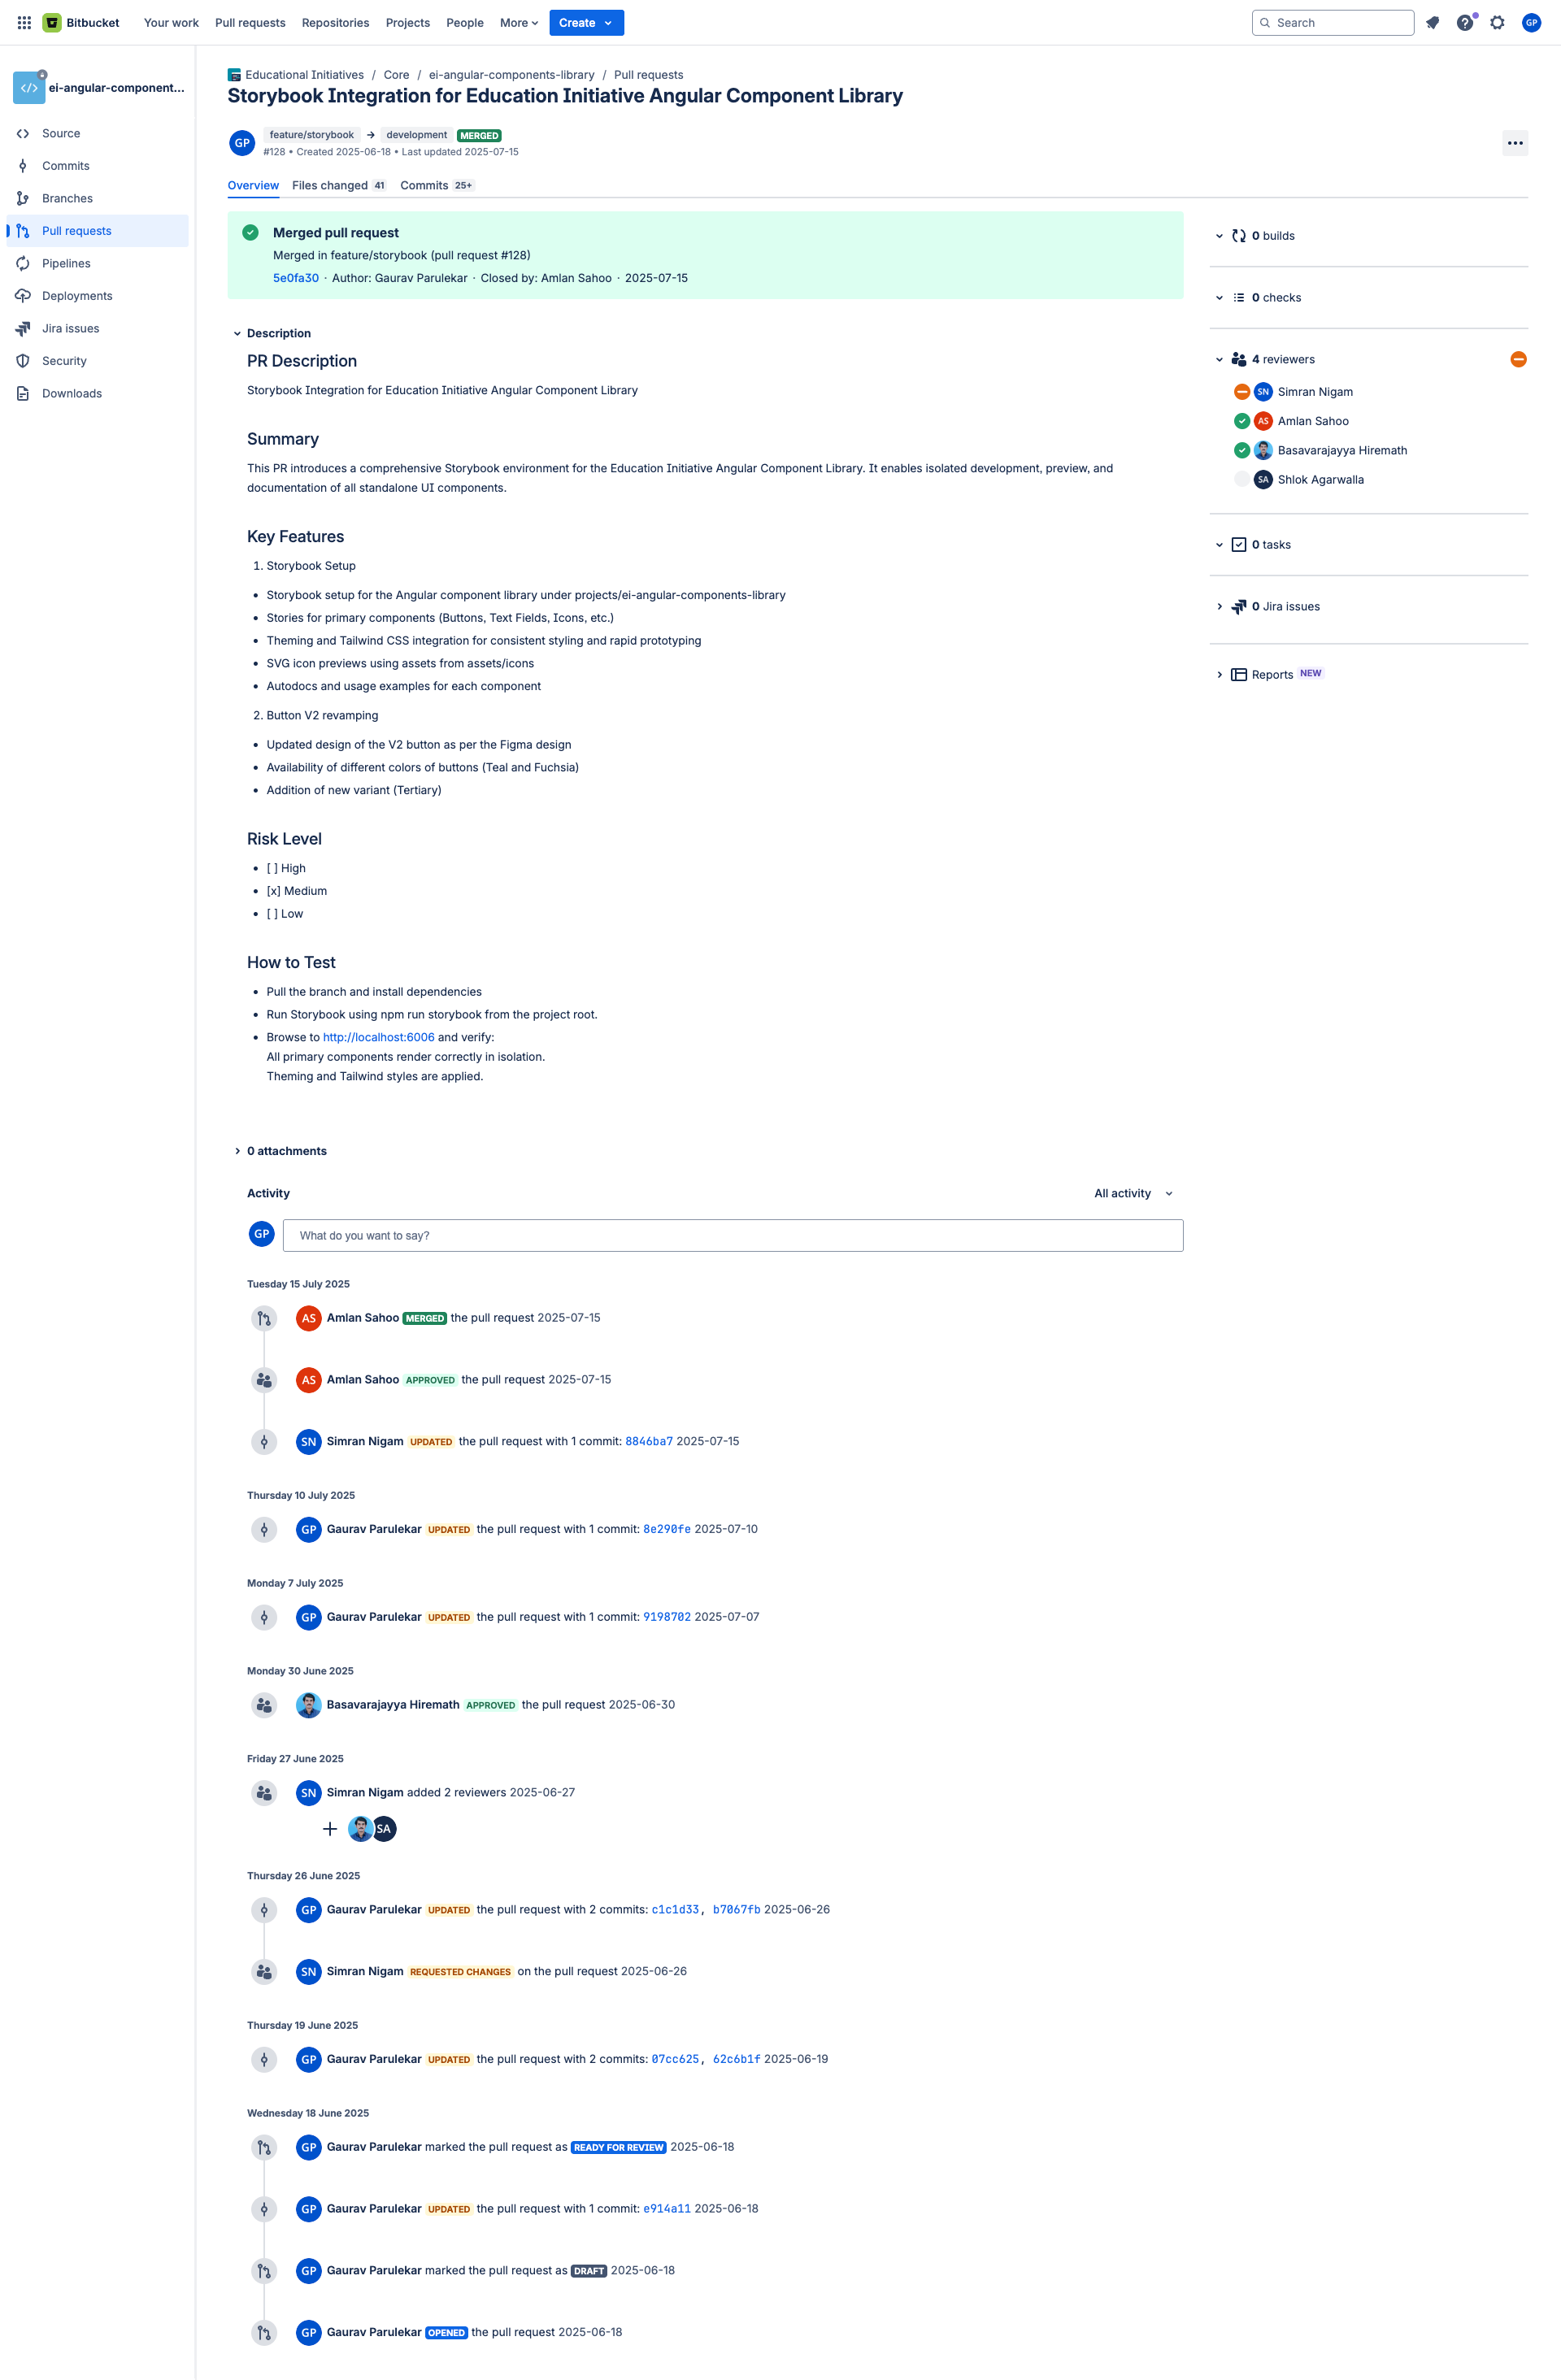 Bitbucket
Your work
Pull requests
Repositories
Projects
People
More
Create
Search
GP
ei-angular-component...
Source
Commits
Branches
Pull requests
Pipelines
Deployments
Jira issues
Security
Downloads
Educational Initiatives / Core / ei-angular-components-library / Pull requests
Storybook Integration for Education Initiative Angular Component Library
GP
feature/storybook → development MERGED
#128 • Created 2025-06-18 • Last updated 2025-07-15
Overview
Files changed 41
Commits 25+
Merged pull request
Merged in feature/storybook (pull request #128)
5e0fa30 · Author: Gaurav Parulekar · Closed by: Amlan Sahoo · 2025-07-15
Description
PR Description
Storybook Integration for Education Initiative Angular Component Library
Summary
This PR introduces a comprehensive Storybook environment for the Education Initiative Angular Component Library. It enables isolated development, preview, and
documentation of all standalone UI components.
Key Features
1. Storybook Setup
• Storybook setup for the Angular component library under projects/ei-angular-components-library
• Stories for primary components (Buttons, Text Fields, Icons, etc.)
• Theming and Tailwind CSS integration for consistent styling and rapid prototyping
• SVG icon previews using assets from assets/icons
• Autodocs and usage examples for each component
2. Button V2 revamping
• Updated design of the V2 button as per the Figma design
• Availability of different colors of buttons (Teal and Fuchsia)
• Addition of new variant (Tertiary)
Risk Level
• [ ] High
• [x] Medium
• [ ] Low
How to Test
• Pull the branch and install dependencies
• Run Storybook using npm run storybook from the project root.
• Browse to http://localhost:6006 and verify:
All primary components render correctly in isolation.
Theming and Tailwind styles are applied.
0 attachments
Activity
All activity
GP
What do you want to say?
Tuesday 15 July 2025
AS Amlan Sahoo MERGED the pull request 2025-07-15
AS Amlan Sahoo APPROVED the pull request 2025-07-15
SN Simran Nigam UPDATED the pull request with 1 commit: 8846ba7 2025-07-15
Thursday 10 July 2025
GP Gaurav Parulekar UPDATED the pull request with 1 commit: 8e290fe 2025-07-10
Monday 7 July 2025
GP Gaurav Parulekar UPDATED the pull request with 1 commit: 9198702 2025-07-07
Monday 30 June 2025
Basavarajayya Hiremath APPROVED the pull request 2025-06-30
Friday 27 June 2025
SN Simran Nigam added 2 reviewers 2025-06-27
SA
Thursday 26 June 2025
GP Gaurav Parulekar UPDATED the pull request with 2 commits: c1c1d33, b7067fb 2025-06-26
SN Simran Nigam REQUESTED CHANGES on the pull request 2025-06-26
Thursday 19 June 2025
GP Gaurav Parulekar UPDATED the pull request with 2 commits: 07cc625, 62c6b1f 2025-06-19
Wednesday 18 June 2025
GP Gaurav Parulekar marked the pull request as READY FOR REVIEW 2025-06-18
GP Gaurav Parulekar UPDATED the pull request with 1 commit: e914a11 2025-06-18
GP Gaurav Parulekar marked the pull request as DRAFT 2025-06-18
GP Gaurav Parulekar OPENED the pull request 2025-06-18
0 builds
0 checks
4 reviewers
SN Simran Nigam
AS Amlan Sahoo
Basavarajayya Hiremath
SA Shlok Agarwalla
0 tasks
0 Jira issues
Reports NEW